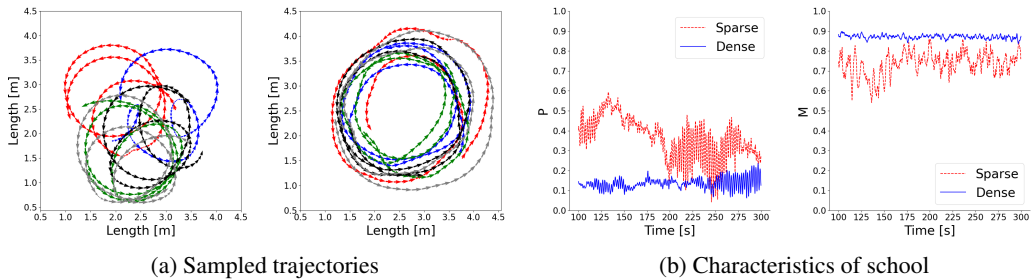 4.5
4.0
3.5
3.0
2.5
2.0
1.5
1.0
0.5
Length [m]
0.5 1.0 1.5 2.0 2.5 3.0 3.5 4.0 4.5
Length [m]
4.5
4.0
3.5
3.0
2.5
2.0
1.5
1.0
0.5
Length [m]
0.5 1.0 1.5 2.0 2.5 3.0 3.5 4.0 4.5
Length [m]
(a) Sampled trajectories
1.0
0.9
0.8
0.7
0.6
0.5
0.4
0.3
0.2
0.1
0.0
P
Sparse
Dense
100 125 150 175 200 225 250 275 300
Time [s]
1.0
0.9
0.8
0.7
0.6
0.5
0.4
0.3
0.2
0.1
0.0
M
Sparse
Dense
100 125 150 175 200 225 250 275 300
Time [s]
(b) Characteristics of school